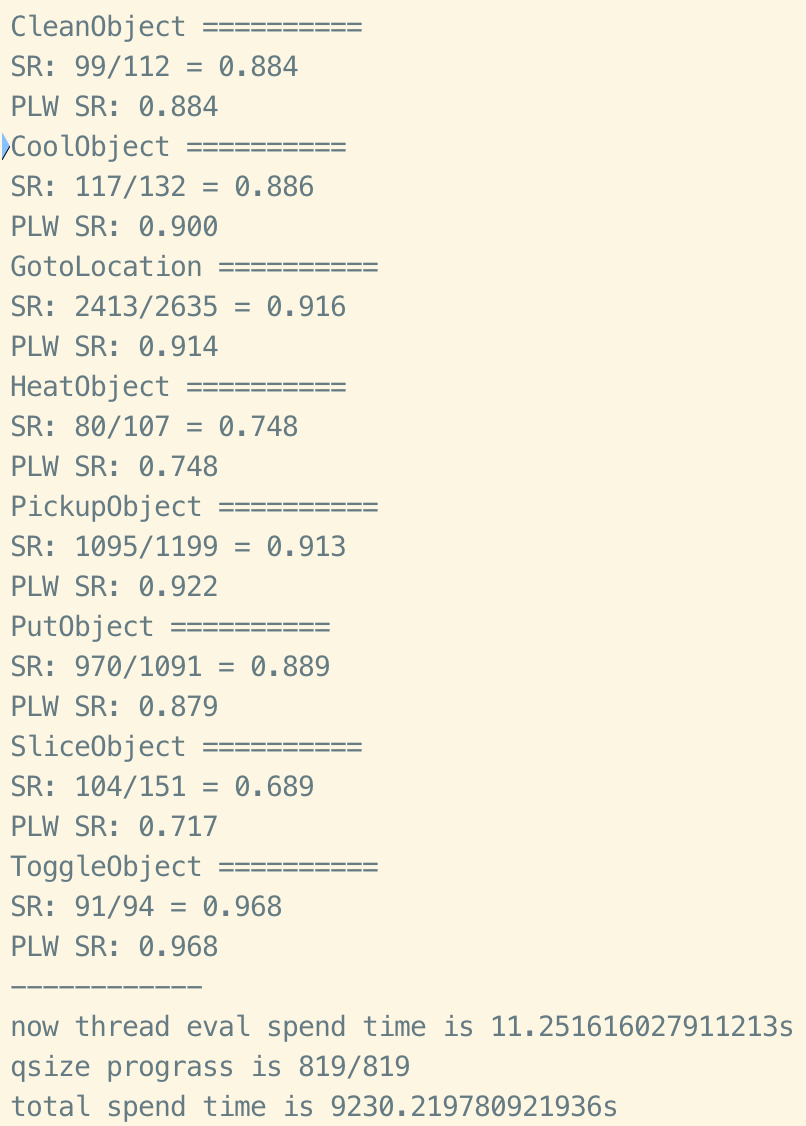 CleanObject ==========
SR: 99/112 = 0.884
PLW SR: 0.884
CoolObject ==========
SR: 117/132 = 0.886
PLW SR: 0.900
GotoLocation ==========
SR: 2413/2635 = 0.916
PLW SR: 0.914
HeatObject ==========
SR: 80/107 = 0.748
PLW SR: 0.748
PickupObject ==========
SR: 1095/1199 = 0.913
PLW SR: 0.922
PutObject ==========
SR: 970/1091 = 0.889
PLW SR: 0.879
SliceObject ==========
SR: 104/151 = 0.689
PLW SR: 0.717
ToggleObject ==========
SR: 91/94 = 0.968
PLW SR: 0.968
------------
now thread eval spend time is 11.251616027911213s
qsize prograss is 819/819
total spend time is 9230.219780921936s